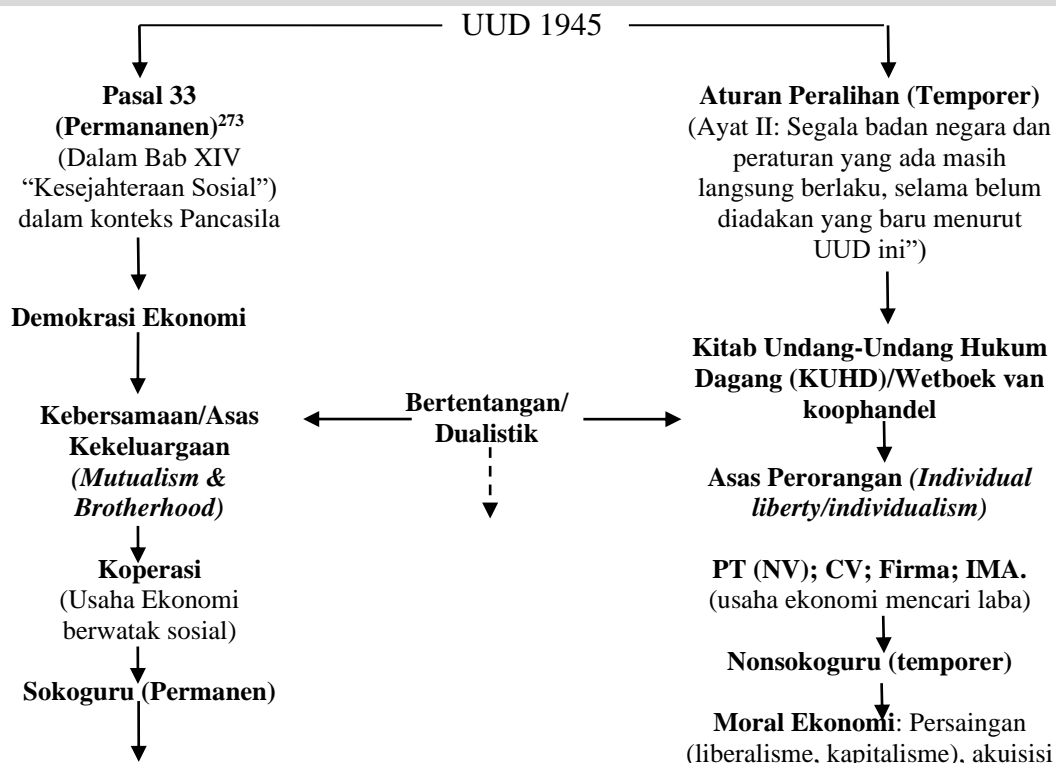 UUD 1945
Pasal 33
(Permananen)273
(Dalam Bab XIV
“Kesejahteraan Sosial”)
dalam konteks Pancasila
Demokrasi Ekonomi
Kebersamaan/Asas
Kekeluargaan
(Mutualism &
Brotherhood)
Koperasi
(Usaha Ekonomi
berwatak sosial)
Sokoguru (Permanen)
Bertentangan/
Dualistik
Aturan Peralihan (Temporer)
(Ayat II: Segala badan negara dan
peraturan yang ada masih
langsung berlaku, selama belum
diadakan yang baru menurut
UUD ini”)
Kitab Undang-Undang Hukum
Dagang (KUHD)/Wetboek van
koophandel
Asas Perorangan (Individual
liberty/individualism)
PT (NV); CV; Firma; IMA.
(usaha ekonomi mencari laba)
Nonsokoguru (temporer)
Moral Ekonomi: Persaingan
(liberalisme, kapitalisme), akuisisi